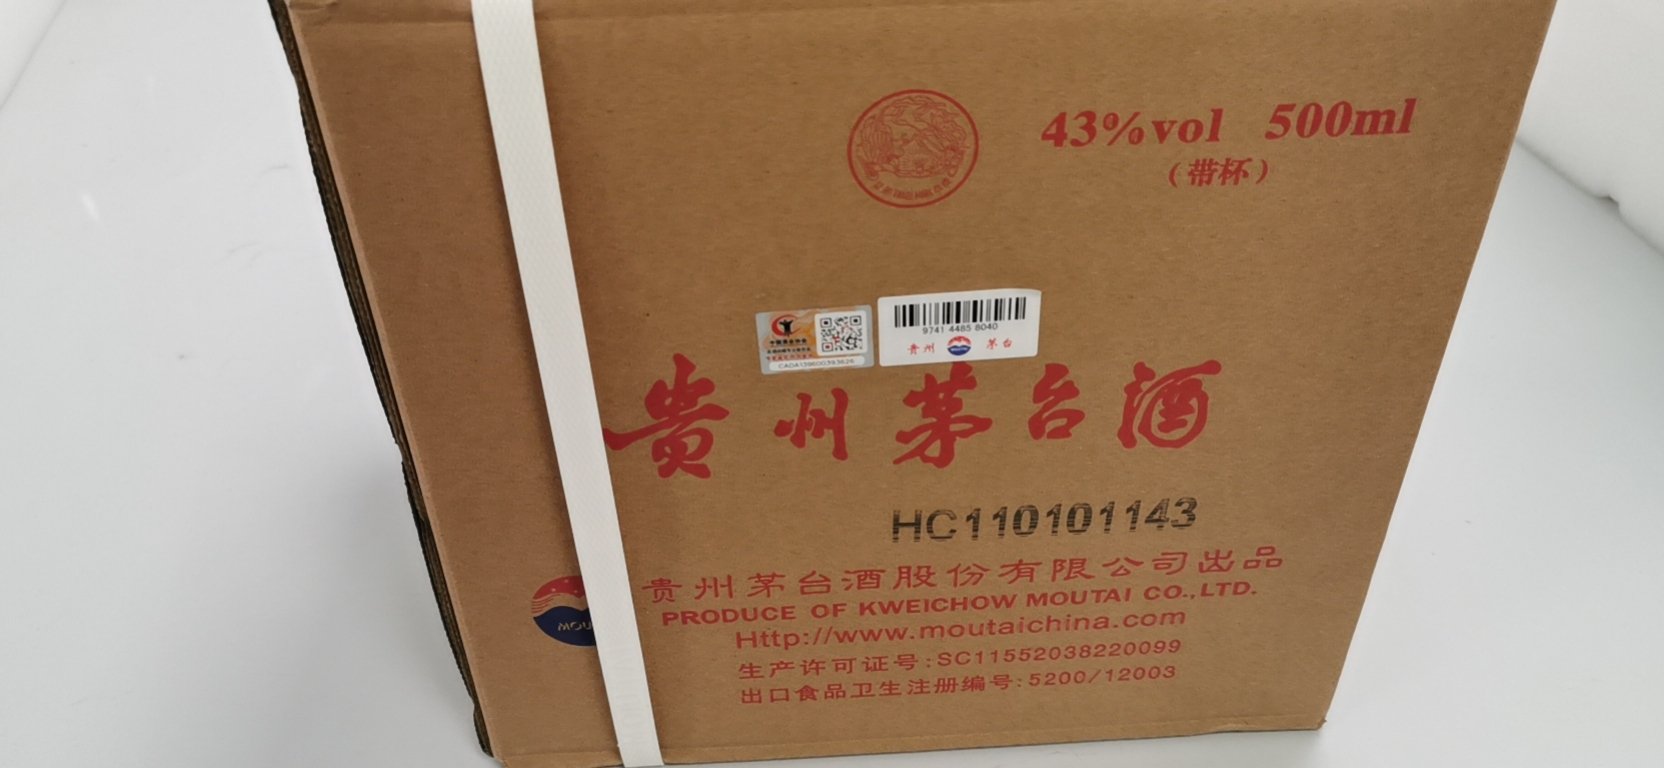 43%vol 500ml
(带杯)
9741 4485 8040
贵州 茅台
贵州茅台酒
HC110101143
贵州茅台酒股份有限公司出品
PRODUCE OF KWEICHOW MOUTAI CO.,LTD.
Http://www.moutaichina.com
生产许可证号:SC11552038220099
出口食品卫生注册编号:5200/12003
MOU